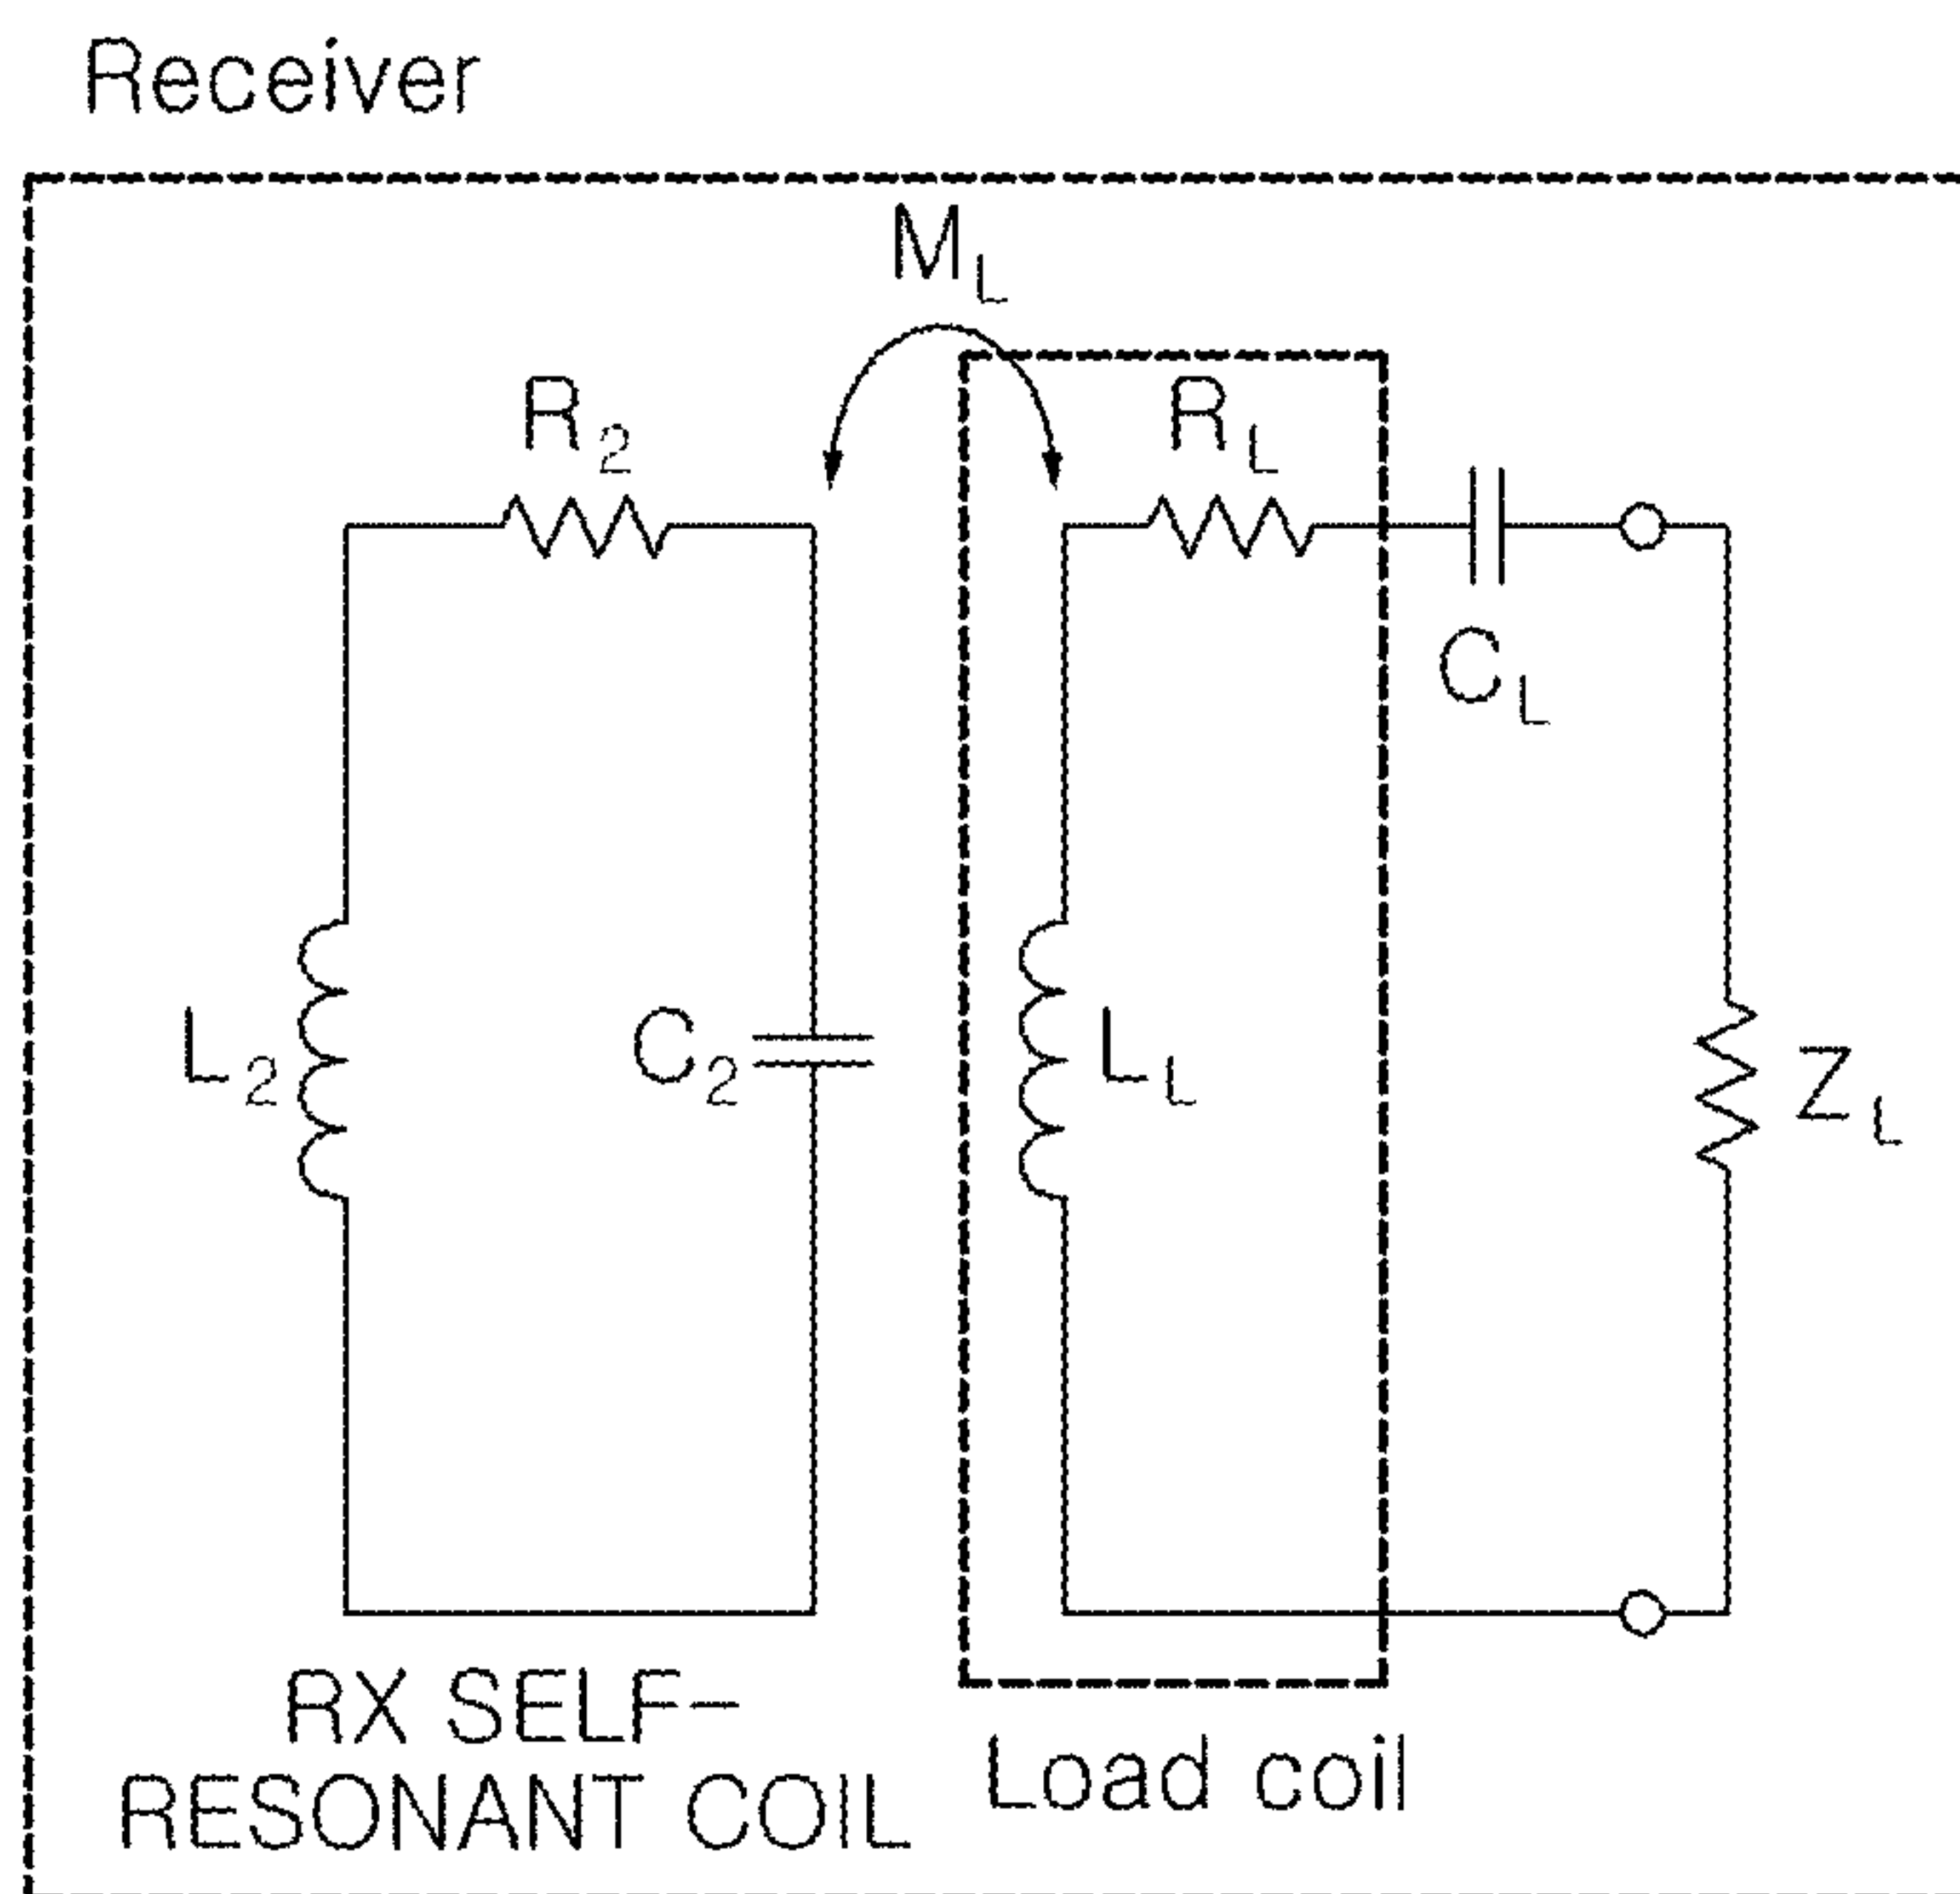 Receiver
M_L
R_2
R_L
C_L
L_2
C_2
L_L
Z_L
RX SELF-
RESONANT COIL
Load coil